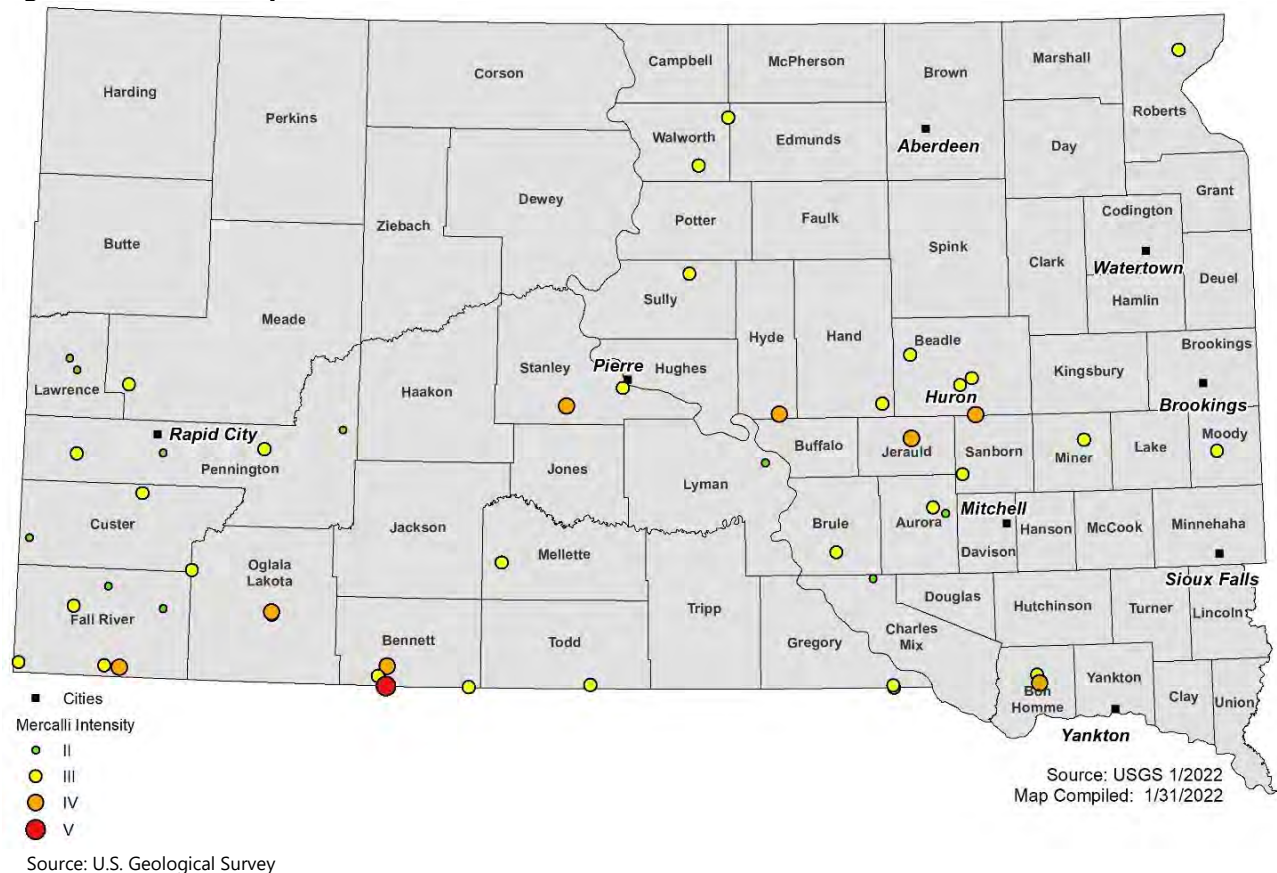 Harding
Perkins
Corson
Campbell
McPherson
Brown
Marshall
Roberts
Walworth
Edmunds
Aberdeen
Day
Grant
Butte
Ziebach
Dewey
Potter
Faulk
Spink
Clark
Codington
Watertown
Hamlin
Deuel
Meade
Sully
Hyde
Hand
Beadle
Kingsbury
Brookings
Lawrence
Haakon
Stanley
Pierre
Hughes
Huron
Brookings
Rapid City
Pennington
Jones
Lyman
Buffalo
Jerauld
Sanborn
Miner
Lake
Moody
Custer
Jackson
Mellette
Brule
Aurora
Mitchell
Davison
Hanson
McCook
Minnehaha
Oglala
Lakota
Sioux Falls
Fall River
Bennett
Todd
Tripp
Gregory
Charles
Mix
Douglas
Hutchinson
Turner
Lincoln
Bon
Homme
Yankton
Clay
Union
Yankton
Cities
Mercalli Intensity
II
III
IV
V
Source: USGS 1/2022
Map Compiled: 1/31/2022
Source: U.S. Geological Survey